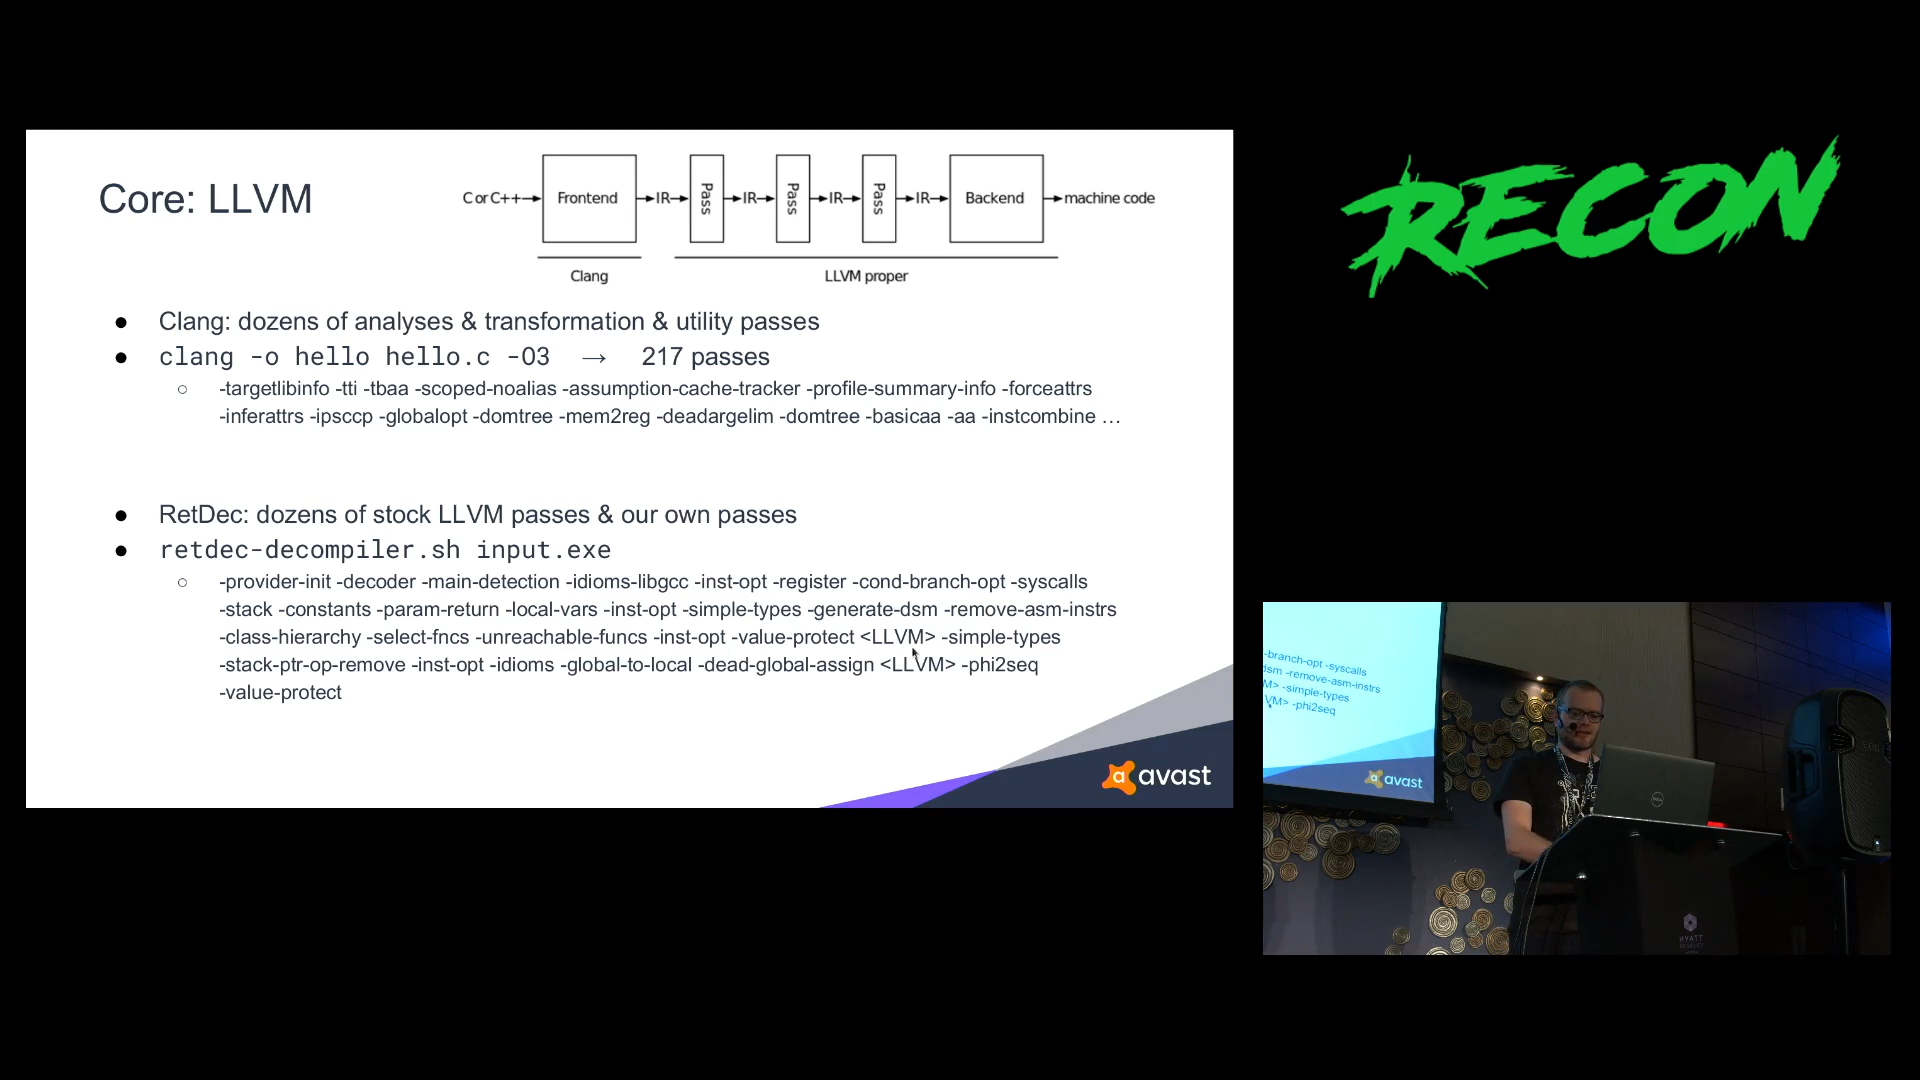 Core: LLVM
C or C++ Frontend IR Pass IR Pass IR Pass IR Backend machine code
Clang LLVM proper
● Clang: dozens of analyses & transformation & utility passes
● clang -o hello hello.c -O3 → 217 passes
○ -targetlibinfo -tti -tbaa -scoped-noalias -assumption-cache-tracker -profile-summary-info -forceattrs
-inferattrs -ipsccp -globalopt -domtree -mem2reg -deadargelim -domtree -basicaa -aa -instcombine …
● RetDec: dozens of stock LLVM passes & our own passes
● retdec-decompiler.sh input.exe
○ -provider-init -decoder -main-detection -idioms-libgcc -inst-opt -register -cond-branch-opt -syscalls
-stack -constants -param-return -local-vars -inst-opt -simple-types -generate-dsm -remove-asm-instrs
-class-hierarchy -select-fncs -unreachable-funcs -inst-opt -value-protect <LLVM> -simple-types
-stack-ptr-op-remove -inst-opt -idioms -global-to-local -dead-global-assign <LLVM> -phi2seq
-value-protect
a avast
RECON
-branch-opt -syscalls
dsm -remove-asm-instrs
M> -simple-types
VM> -phi2seq
a avast
DELL
HYATT